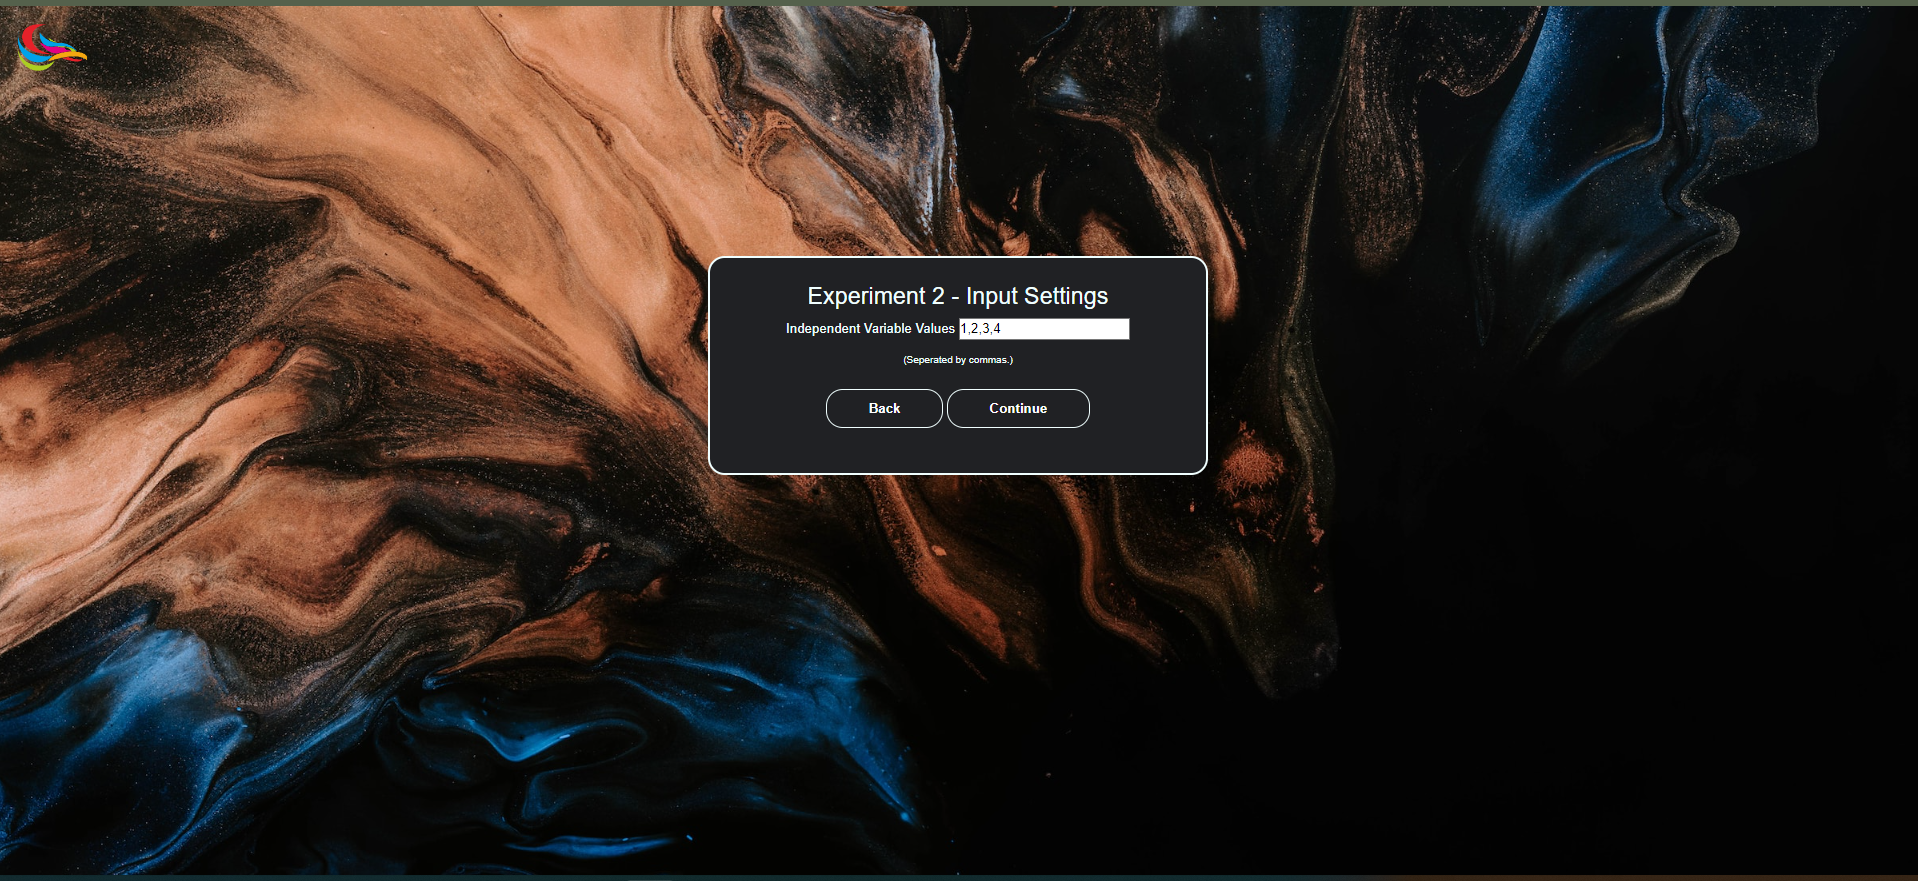 Experiment 2 - Input Settings
Independent Variable Values 1,2,3,4
(Seperated by commas.)
Back Continue